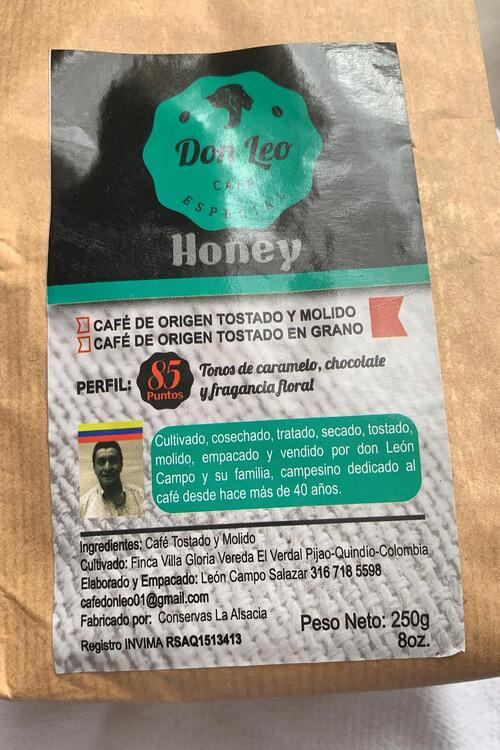 Don Leo
CAFÉ
ESPECIAL
Honey
CAFÉ DE ORIGEN TOSTADO Y MOLIDO
CAFÉ DE ORIGEN TOSTADO EN GRANO
PERFIL:
85
Puntos
Tonos de caramelo, chocolate
y fragancia floral
Cultivado, cosechado, tratado, secado, tostado,
molido, empacado y vendido por don León
Campo y su familia, campesino dedicado al
café desde hace màs de 40 años.
Ingredientes: Café Tostado y Molido
Cultivado: Finca Villa Gloria Vereda El Verdal Pijao-Quindío-Colombia
Elaborado y Empacado: León Campo Salazar 316 718 5598
cafedonleo01@gmail.com
Fabricado por: Conservas La Alsacia
Registro INVIMA RSAQ1513413
Peso Neto: 250g
8oz.